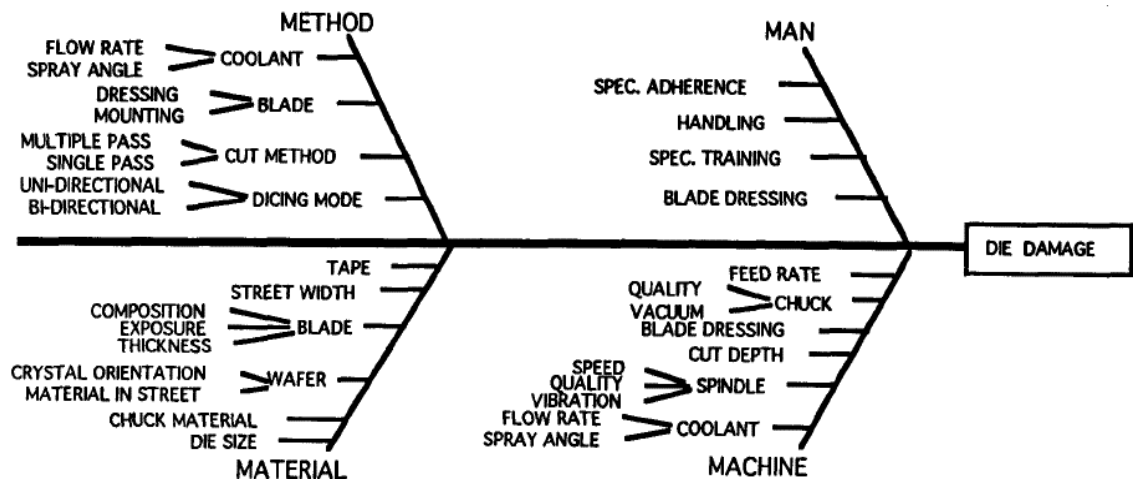 METHOD
FLOW RATE
SPRAY ANGLE
COOLANT
DRESSING
MOUNTING
BLADE
MULTIPLE PASS
SINGLE PASS
CUT METHOD
UNI-DIRECTIONAL
BI-DIRECTIONAL
DICING MODE
MAN
SPEC. ADHERENCE
HANDLING
SPEC. TRAINING
BLADE DRESSING
DIE DAMAGE
TAPE
STREET WIDTH
COMPOSITION
EXPOSURE
THICKNESS
BLADE
CRYSTAL ORIENTATION
MATERIAL IN STREET
WAFER
CHUCK MATERIAL
DIE SIZE
MATERIAL
FEED RATE
QUALITY
VACUUM
CHUCK
BLADE DRESSING
CUT DEPTH
SPEED
QUALITY
VIBRATION
SPINDLE
FLOW RATE
SPRAY ANGLE
COOLANT
MACHINE